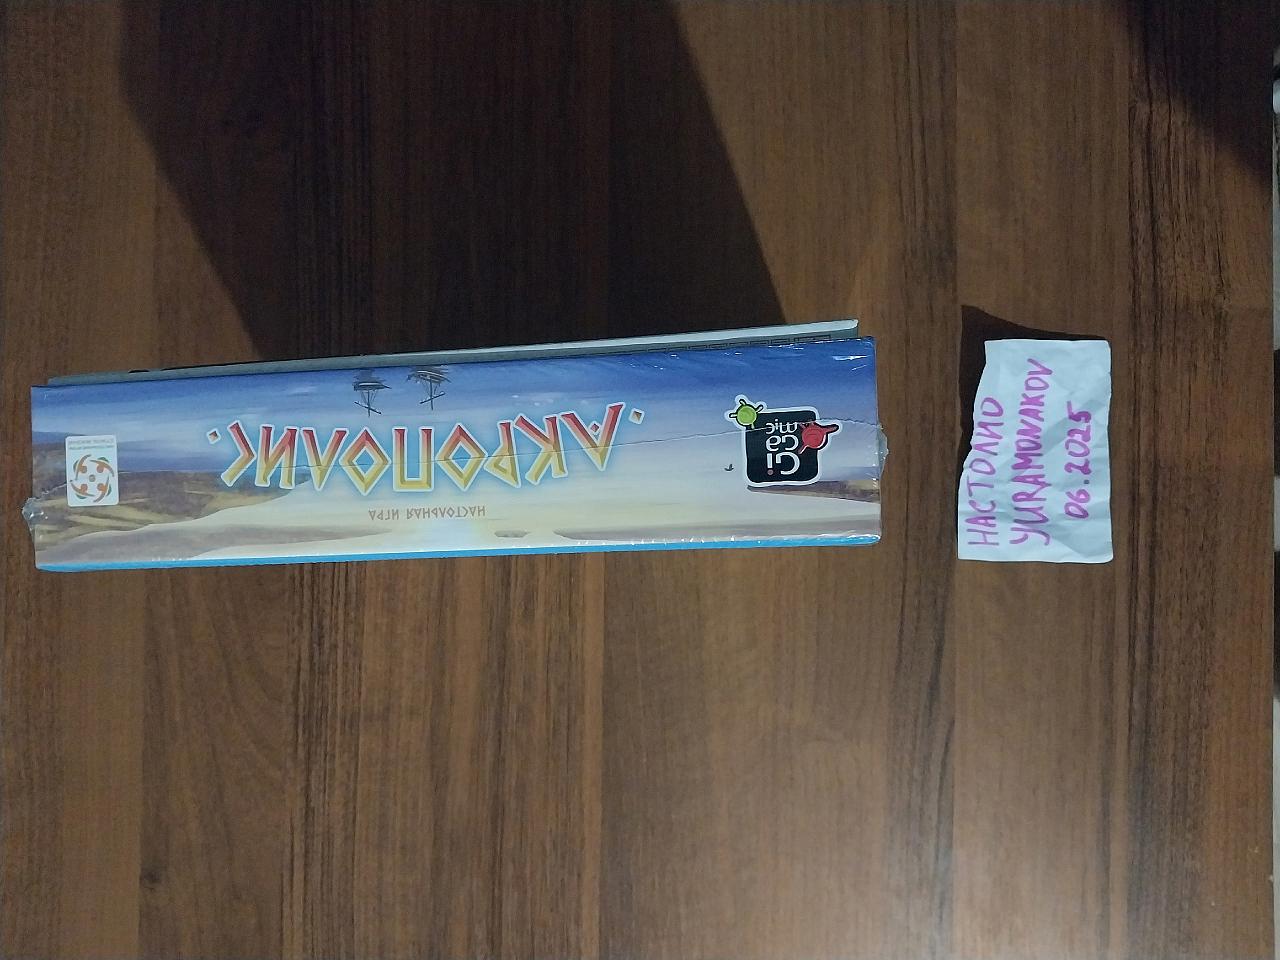 АКРОПОЛИС
НАСТОЛЬНАЯ ИГРА
Gi
ga
mic
НАСТОЛИО
YURAMONAKOV
06.2025